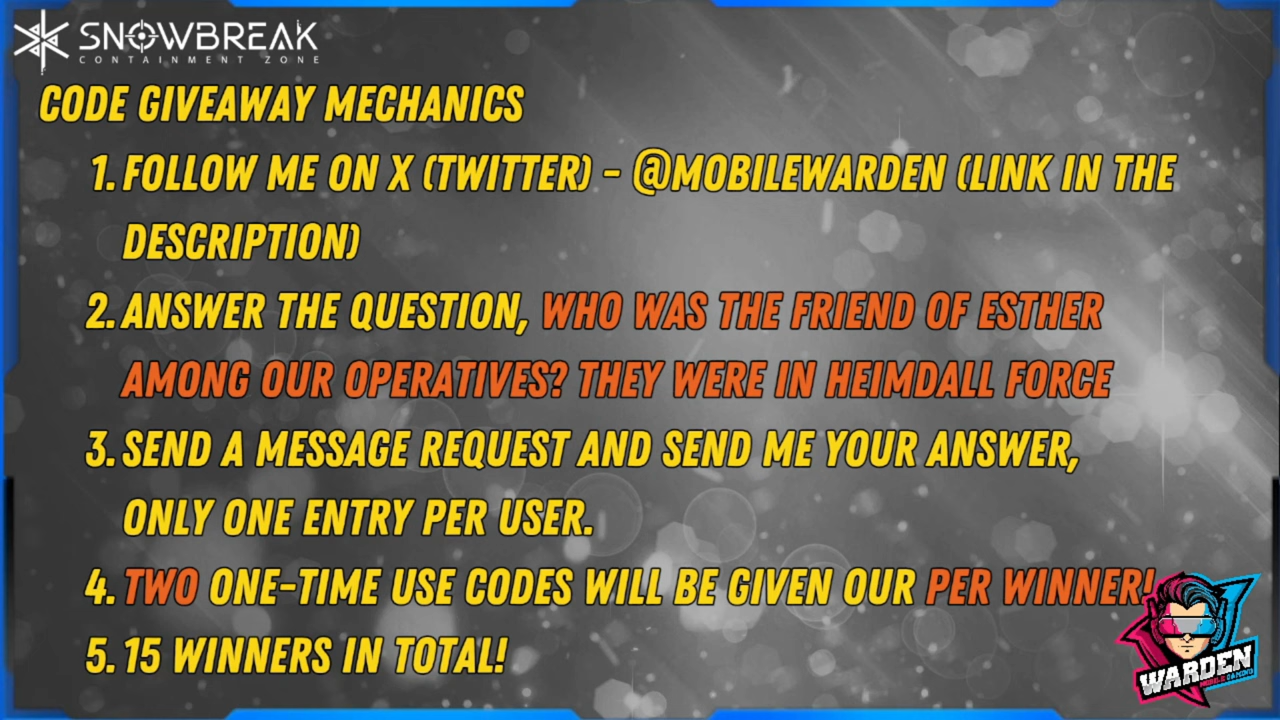 SNOWBREAK
CONTAINMENT ZONE
CODE GIVEAWAY MECHANICS
1. FOLLOW ME ON X (TWITTER) - @MOBILEWARDEN (LINK IN THE
DESCRIPTION)
2. ANSWER THE QUESTION, WHO WAS THE FRIEND OF ESTHER
AMONG OUR OPERATIVES? THEY WERE IN HEIMDALL FORCE
3. SEND A MESSAGE REQUEST AND SEND ME YOUR ANSWER,
ONLY ONE ENTRY PER USER.
4. TWO ONE-TIME USE CODES WILL BE GIVEN OUR PER WINNER!
5. 15 WINNERS IN TOTAL!
WARDEN
MOBILE GAMING